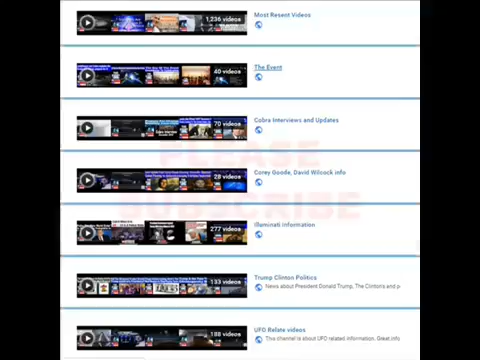 1,236 videos
Most Resent Videos
40 videos
The Event
70 videos
Cobra Interviews and Updates
PLEASE
28 videos
Corey Goode, David Wilcock info
SUBSCRIBE
277 videos
Illuminati Information
133 videos
Trump Clinton Politics
News about President Donald Trump, The Clintons and p
188 videos
UFO Relate videos
This channel is about UFO related information. Great info